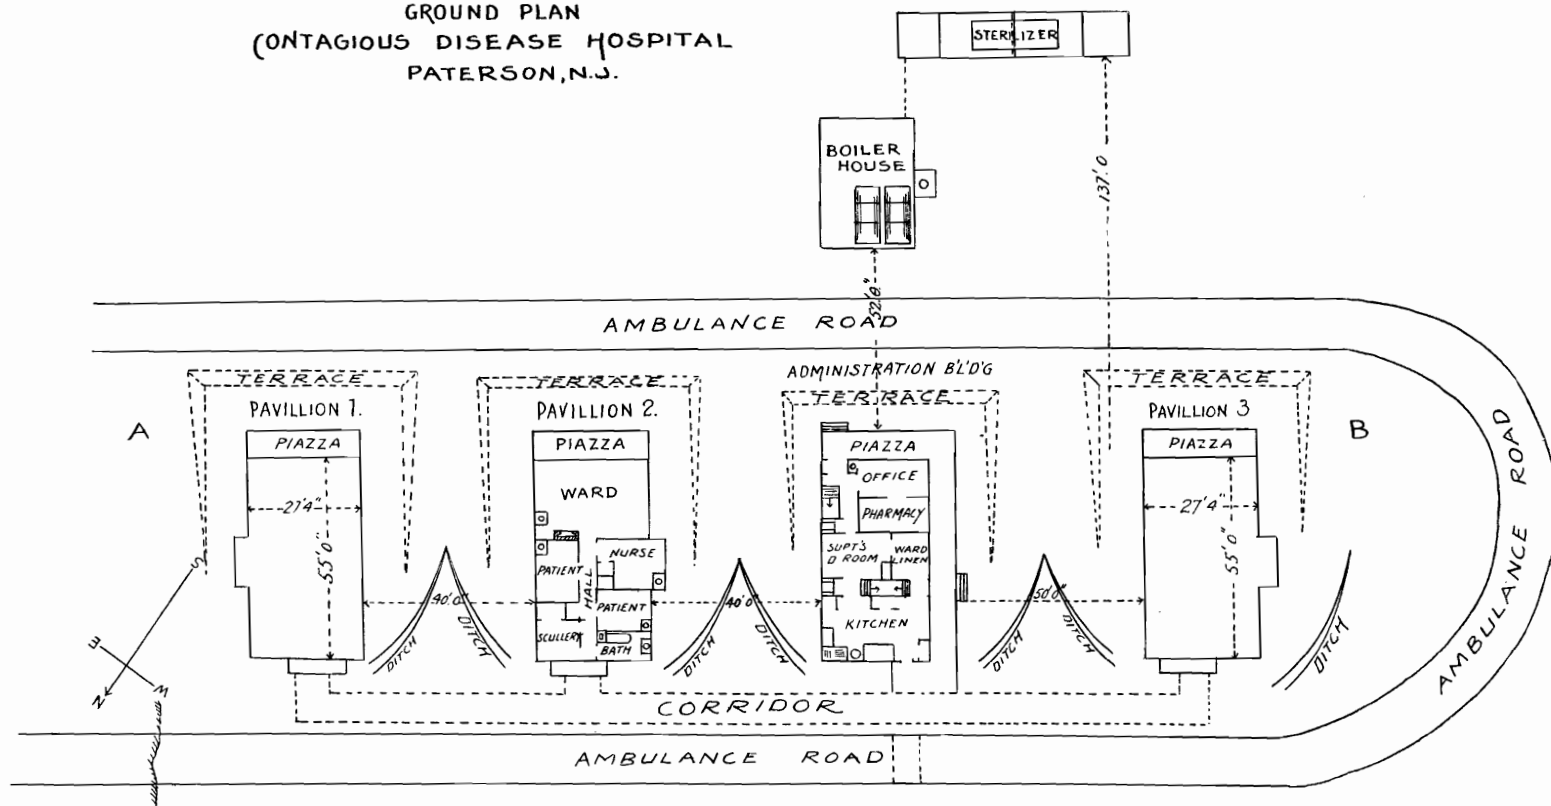 GROUND PLAN
CONTAGIOUS DISEASE HOSPITAL
PATERSON, N.J.
STERILIZER
BOILER
HOUSE
137'.0
52'.8"
AMBULANCE ROAD
ADMINISTRATION B'L'D'G
TERRACE
TERRACE
TERRACE
TERRACE
PAVILLION 1.
PAVILLION 2.
PAVILLION 3
A
B
PIAZZA
PIAZZA
PIAZZA
PIAZZA
27'4"
55'0"
WARD
NURSE
PATIENT
HALL
PATIENT
SCULLERY
BATH
OFFICE
PHARMACY
SUPT'S
D ROOM
WARD
LINEN
KITCHEN
27'4"
55'0"
40'.0"
40'.0"
50'.0"
DITCH
DITCH
DITCH
DITCH
DITCH
DITCH
DITCH
S
E
N
W
CORRIDOR
AMBULANCE ROAD
AMBULANCE ROAD